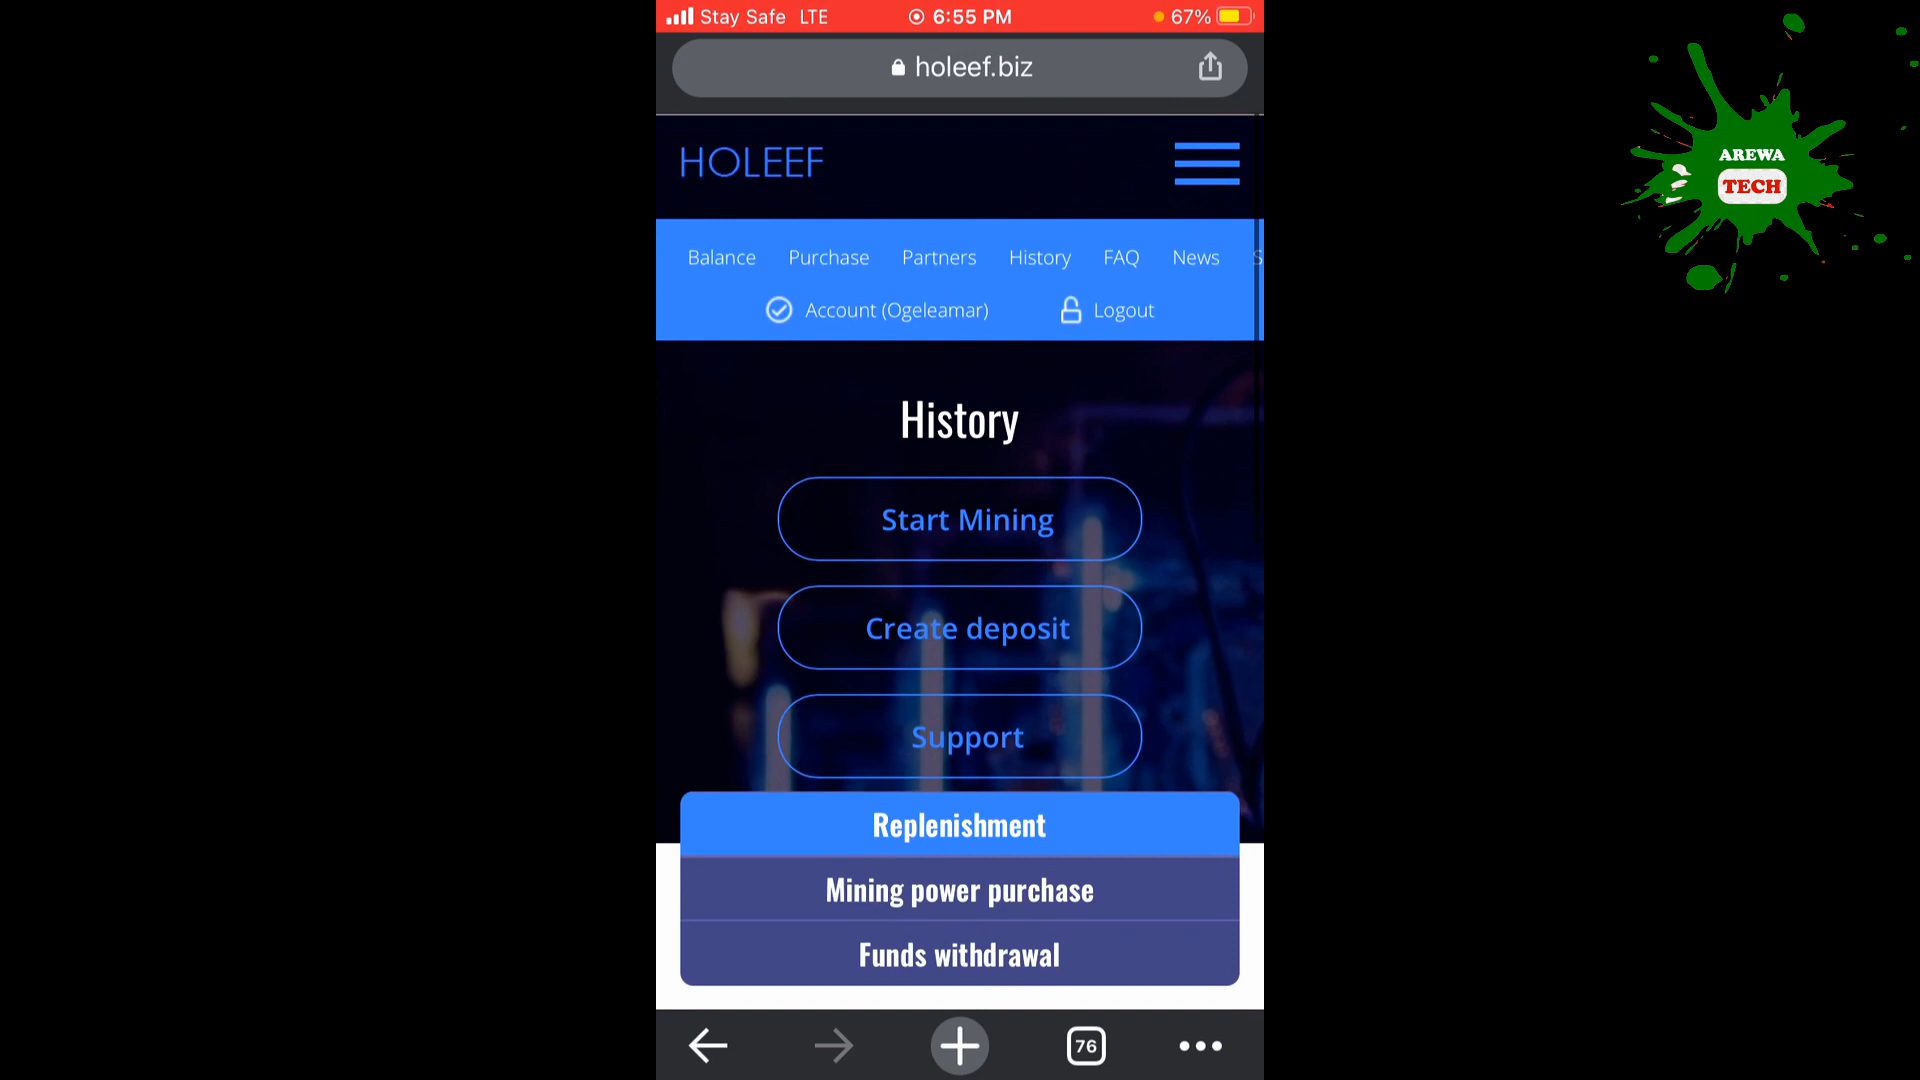 Stay Safe LTE 6:55 PM 67%
holeef.biz
HOLEEF
Balance Purchase Partners History FAQ News S
Account (Ogeleamar) Logout
History
Start Mining
Create deposit
Support
Replenishment
Mining power purchase
Funds withdrawal
76
AREWA
TECH